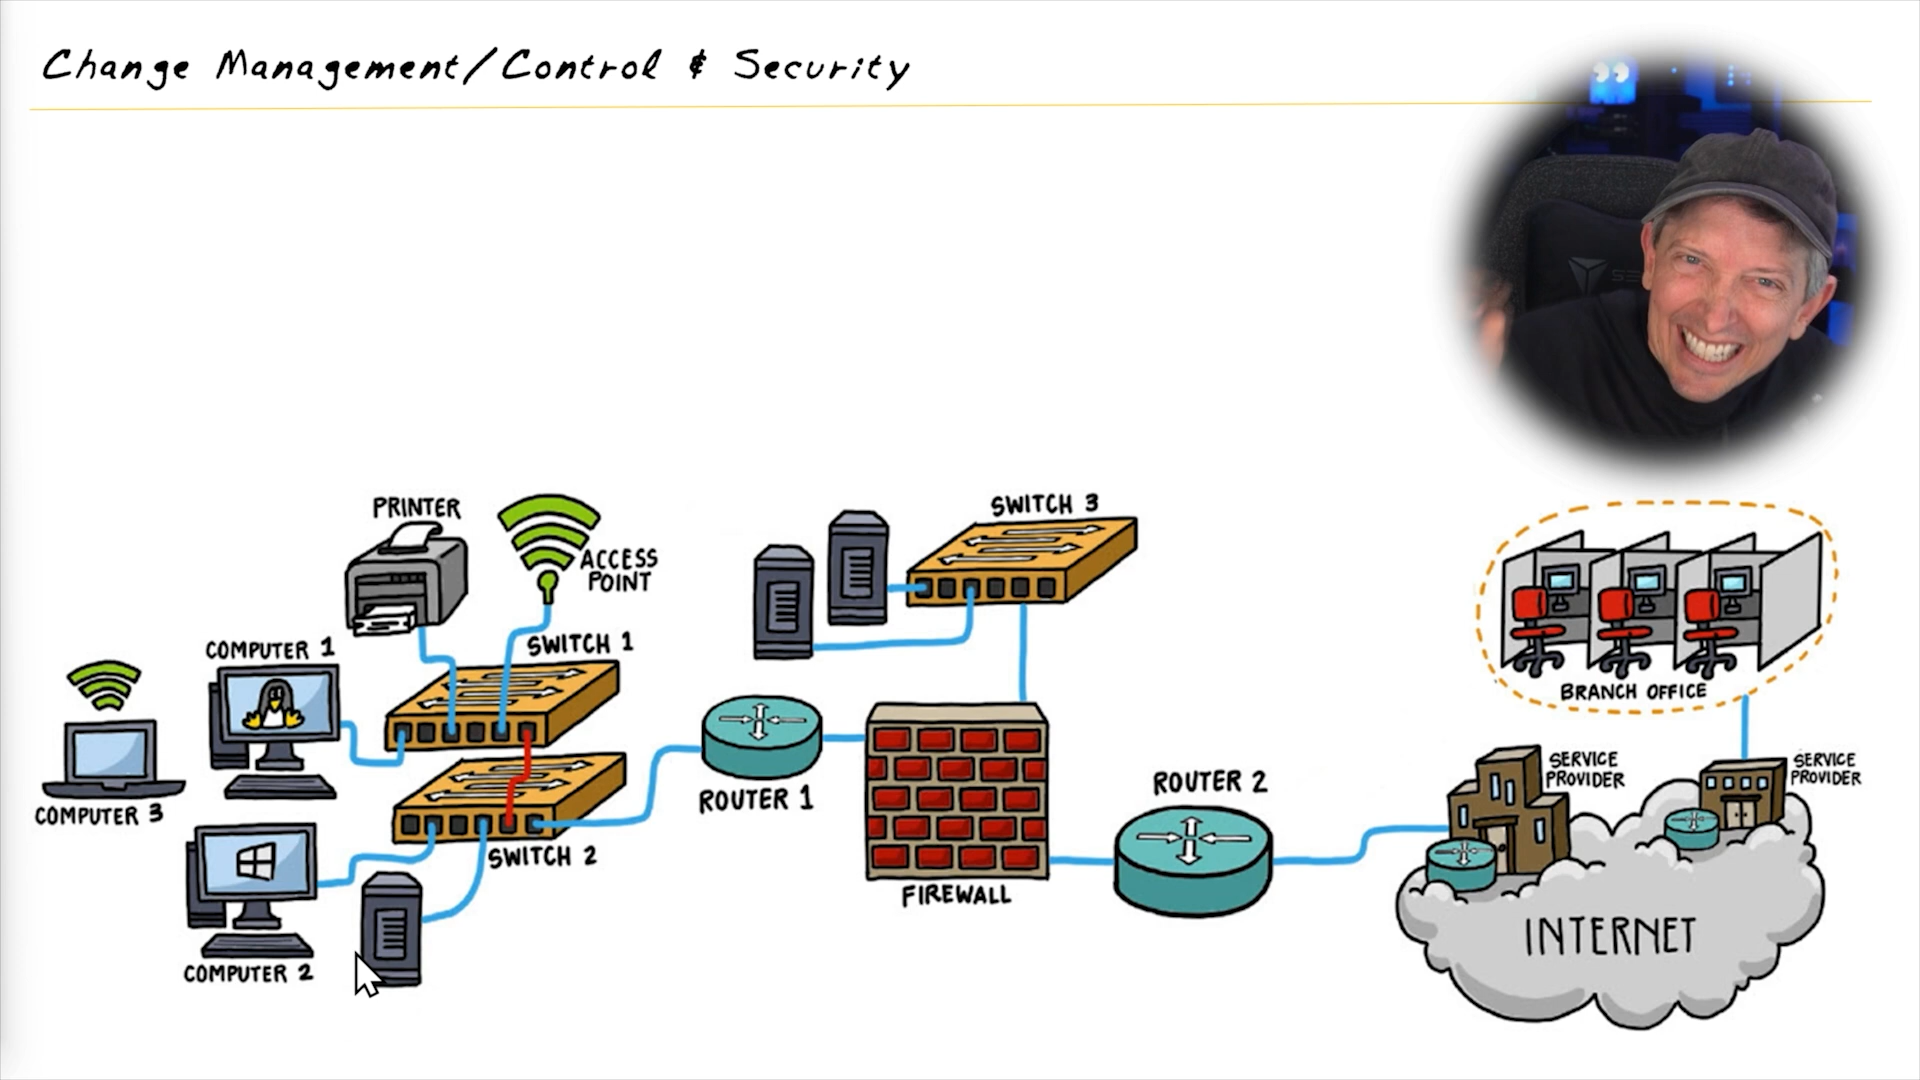 Change Management/Control & Security
PRINTER
ACCESS
POINT
SWITCH 3
COMPUTER 1
SWITCH 1
COMPUTER 3
SWITCH 2
COMPUTER 2
ROUTER 1
FIREWALL
ROUTER 2
BRANCH OFFICE
SERVICE
PROVIDER
SERVICE
PROVIDER
INTERNET